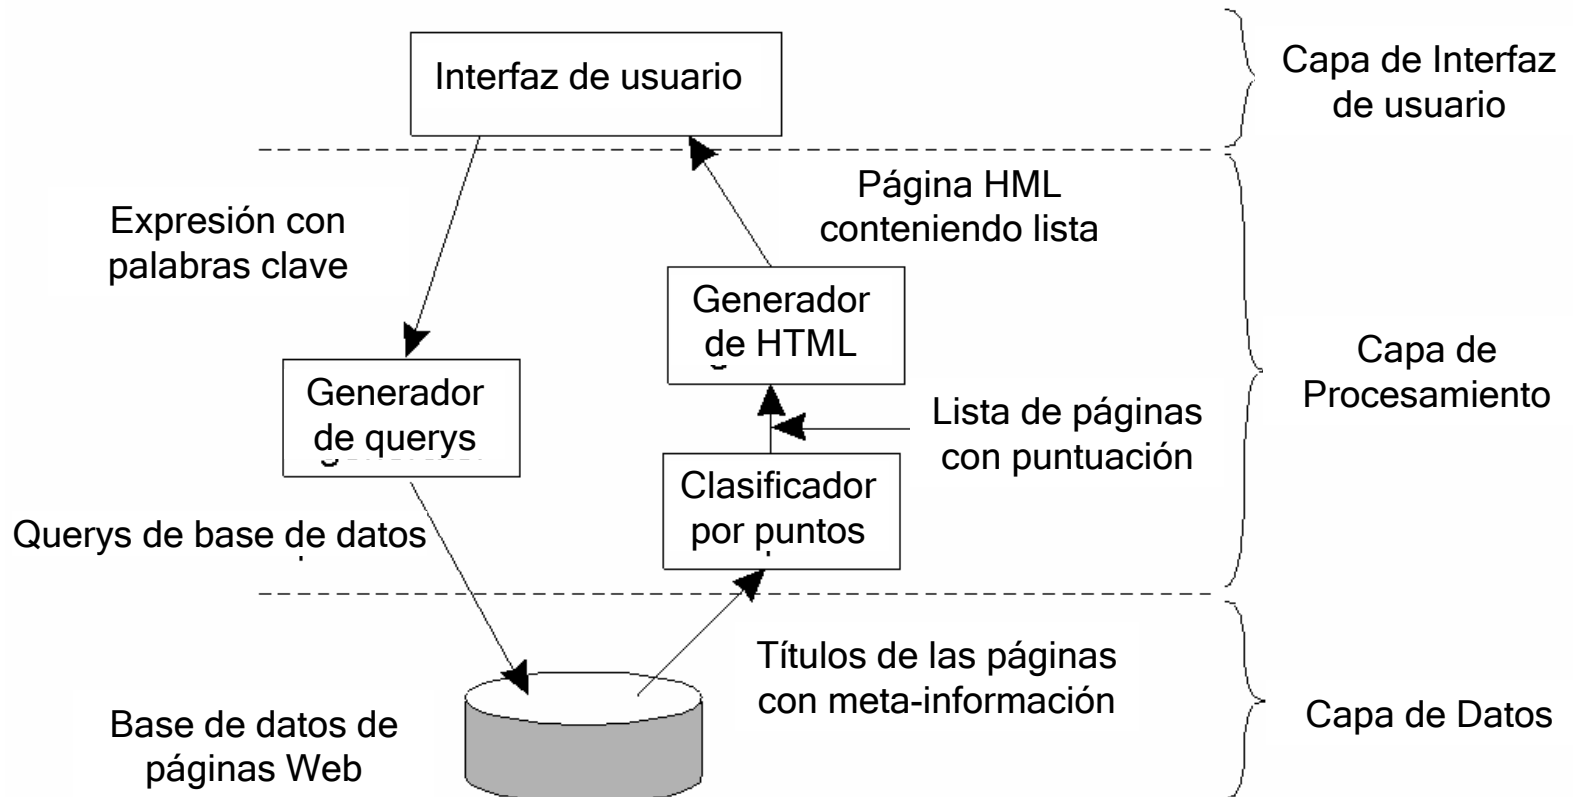 Interfaz de usuario
Capa de Interfaz
de usuario
Expresión con
palabras clave
Página HML
conteniendo lista
Generador
de HTML
Capa de
Procesamiento
Generador
de querys
Lista de páginas
con puntuación
Clasificador
por puntos
Querys de base de datos
Títulos de las páginas
con meta-información
Base de datos de
páginas Web
Capa de Datos